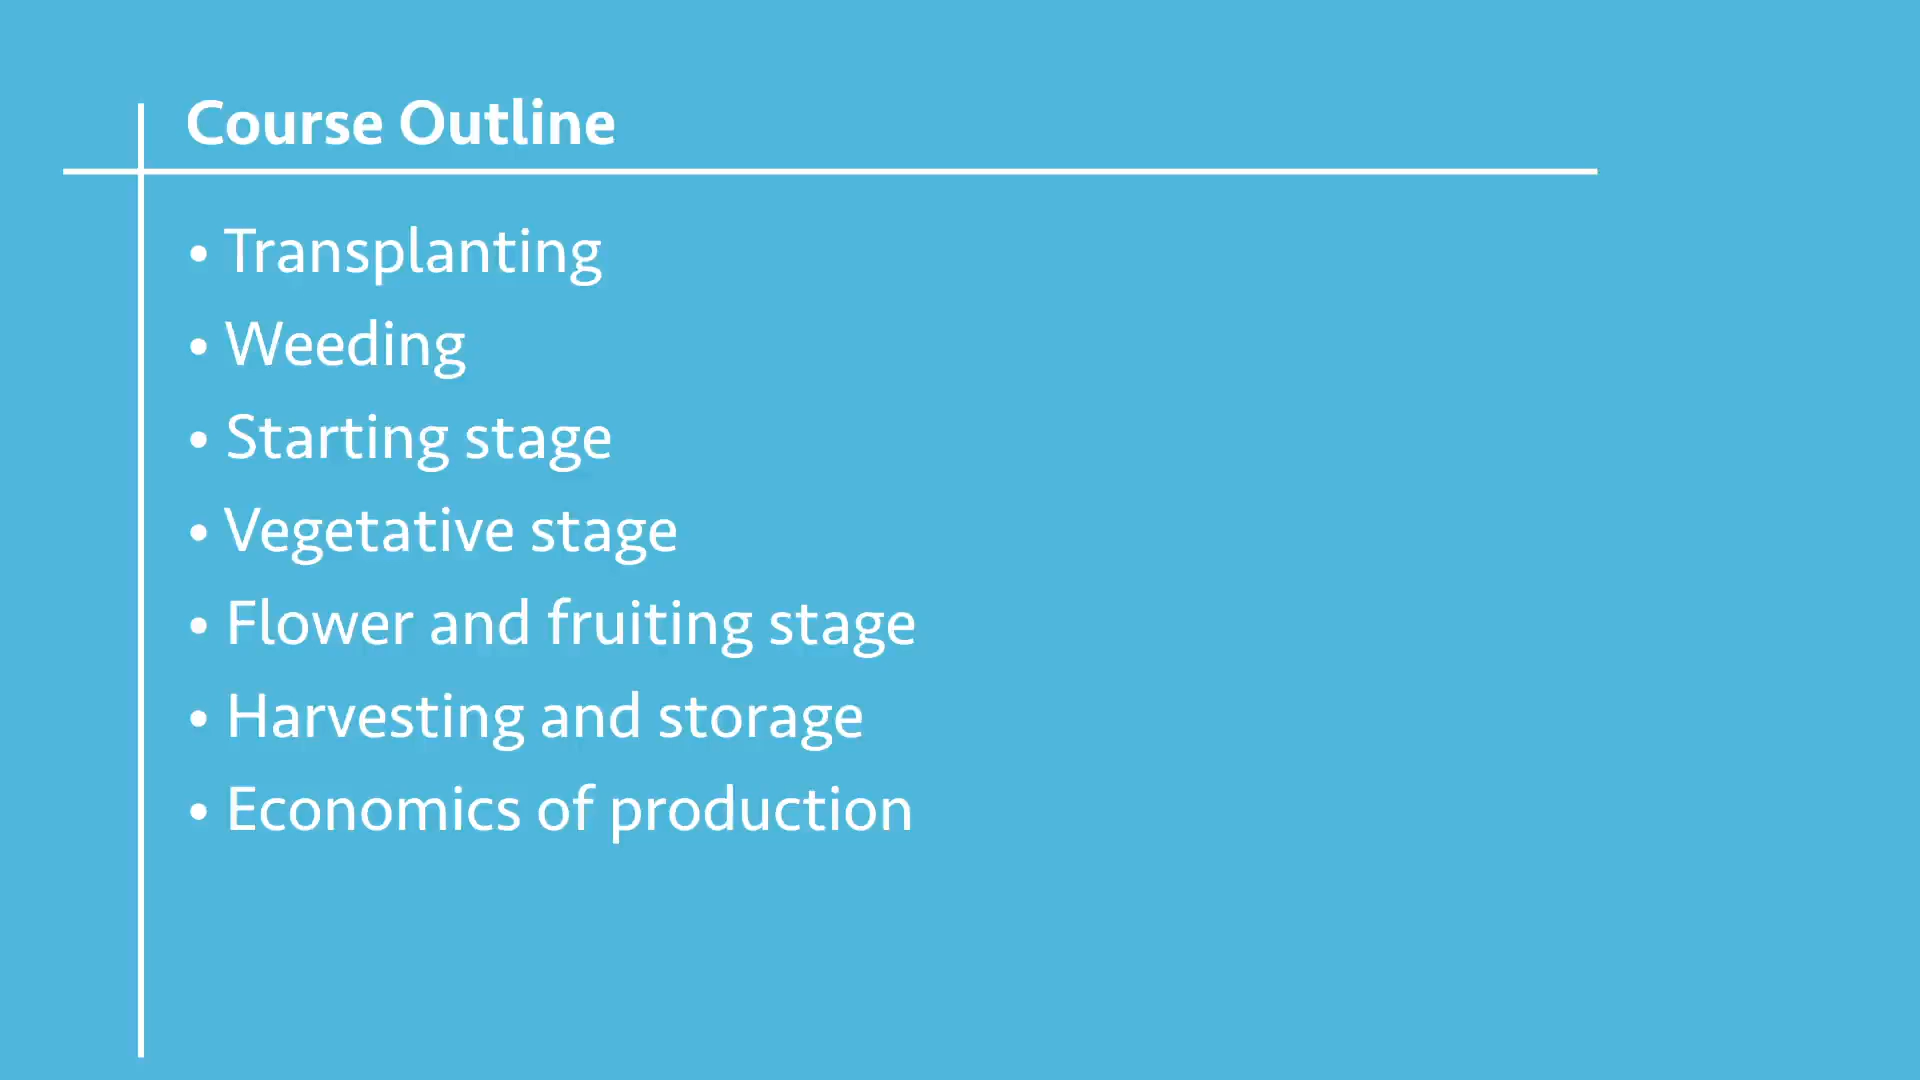 Course Outline
• Transplanting
• Weeding
• Starting stage
• Vegetative stage
• Flower and fruiting stage
• Harvesting and storage
• Economics of production